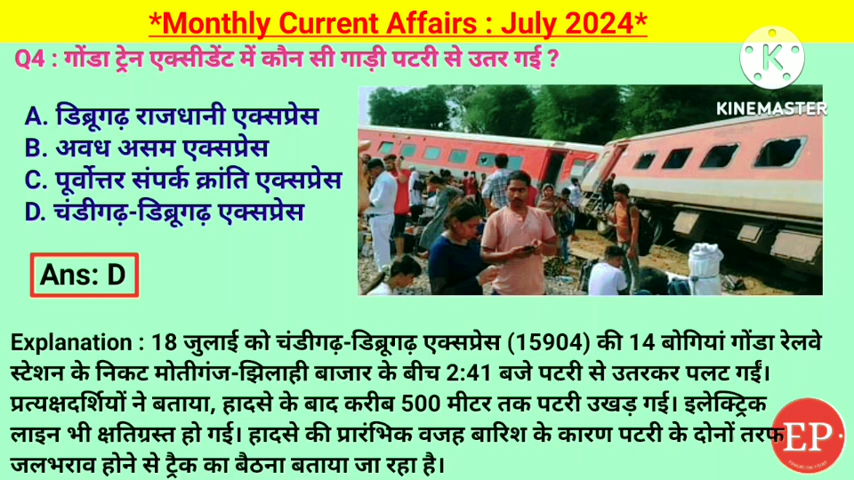 *Monthly Current Affairs : July 2024*
Q4 : गोंडा ट्रेन एक्सीडेंट में कौन सी गाड़ी पटरी से उतर गई ?
KINEMASTER
A. डिब्रूगढ़ राजधानी एक्सप्रेस
B. अवध असम एक्सप्रेस
C. पूर्वोत्तर संपर्क क्रांति एक्सप्रेस
D. चंडीगढ़-डिब्रूगढ़ एक्सप्रेस
Ans: D
Explanation : 18 जुलाई को चंडीगढ़-डिब्रूगढ़ एक्सप्रेस (15904) की 14 बोगियां गोंडा रेलवे
स्टेशन के निकट मोतीगंज-झिलाही बाजार के बीच 2:41 बजे पटरी से उतरकर पलट गईं।
प्रत्यक्षदर्शियों ने बताया, हादसे के बाद करीब 500 मीटर तक पटरी उखड़ गई। इलेक्ट्रिक
लाइन भी क्षतिग्रस्त हो गई। हादसे की प्रारंभिक वजह बारिश के कारण पटरी के दोनों तरफ
जलभराव होने से ट्रैक का बैठना बताया जा रहा है।
EP